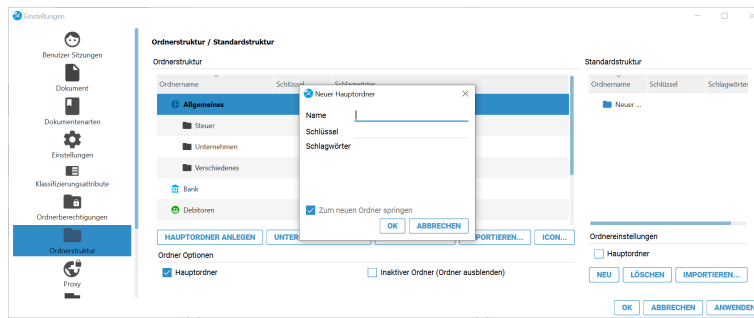 Einstellungen
Benutzer Sitzungen
Dokument
Dokumentenarten
Einstellungen
Klassifizierungsattribute
Ordnerberechtigungen
Ordnerstruktur
Proxy
Ordnerstruktur / Standardstruktur
Ordnerstruktur
Ordnername Schlüssel Schlagwörter
Allgemeines
Steuer
Unternehmen
Verschiedenes
Bank
Debitoren
HAUPTORDNER ANLEGEN
ICON...
Ordner Optionen
Hauptordner
Inaktiver Ordner (Ordner ausblenden)
Neuer Hauptordner
Name
Schlüssel
Schlagwörter
Zum neuen Ordner springen
OK ABBRECHEN
Standardstruktur
Ordnername Schlüssel Schlagwörter
Neuer ...
Ordnereinstellungen
Hauptordner
NEU LÖSCHEN IMPORTIEREN...
OK ABBRECHEN ANWENDEN